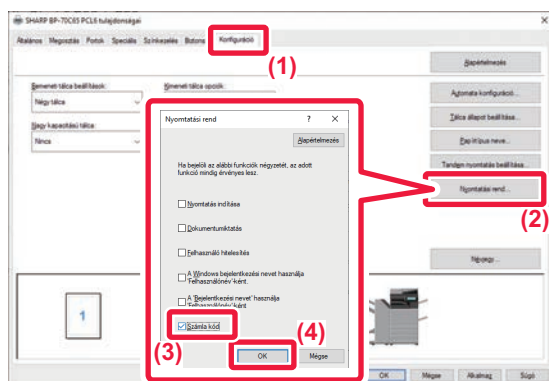 SHARP BP-70C65 PCL6 tulajdonságai
Általános Megosztás Portok Speciális Színkezelés Biztons Konfiguráció
(1)
Alapértelmezés
Bemeneti tálca beállítások:
Kimeneti tálca opciók:
Négy tálca
Automata konfiguráció...
Tálca állapot beállítása...
Nagy kapacitású tálca:
Nincs
Papírtípus neve...
Tandem nyomtatás beállítása...
Nyomtatási rend...
(2)
Névjegy...
Nyomtatási rend ? ×
Alapértelmezés
Ha bejelöli az alábbi funkciók négyzetét, az adott
funkció mindig érvényes lesz.
Nyomtatás indítása
Dokumentumiktatás
Felhasználó hitelesítés
A Windows bejelentkezési nevet használja
'Felhasználónév'-ként.
A 'Bejelentkezési nevet' használja
'Felhasználónév'-ként
Számla kód
(3)
(4)
OK Mégse
1
OK Mégse Alkalmaz Súgó